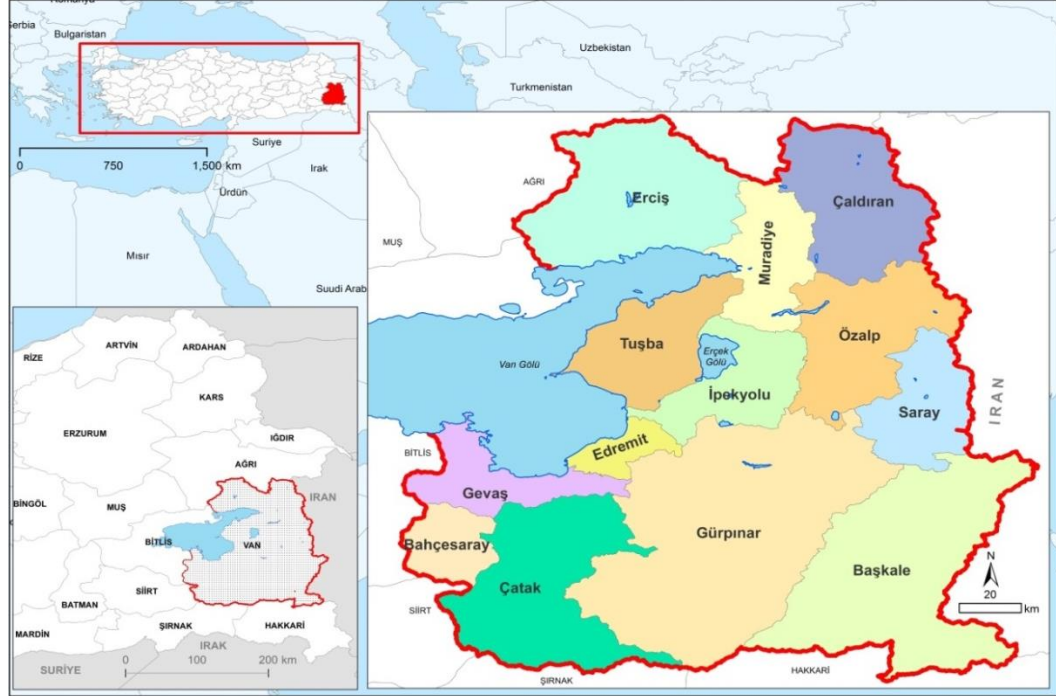 Bulgaristan
Uzbekistan
Turkmenistan
Suriye
Irak
Ürdün
Mısır
Suudi Arab
0 750 1,500 km
RİZE
ARTVİN
ARDAHAN
KARS
ERZURUM
IĞDIR
AĞRI
IRAN
BİNGÖL
MUŞ
BİTLİS
VAN
SİİRT
BATMAN
ŞIRNAK
HAKKARİ
MARDİN
IRAK
SURİYE
0 100 200 km
AĞRI
MUŞ
Erciş
Çaldıran
Muradiye
Tuşba
Özalp
Van Gölü
Erçek
Gölü
İpekyolu
Saray
IRAN
BİTLİS
Edremit
Gevaş
Bahçesaray
Gürpınar
Çatak
Başkale
SİİRT
ŞIRNAK
HAKKARİ
N
20
km